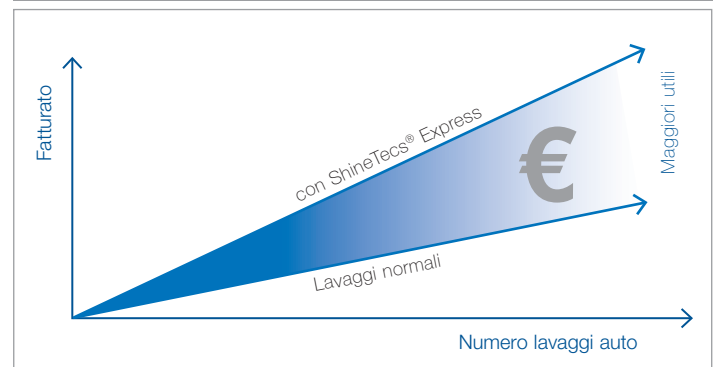 Fatturato
con ShineTecs® Express
€
Maggiori utili
Lavaggi normali
Numero lavaggi auto